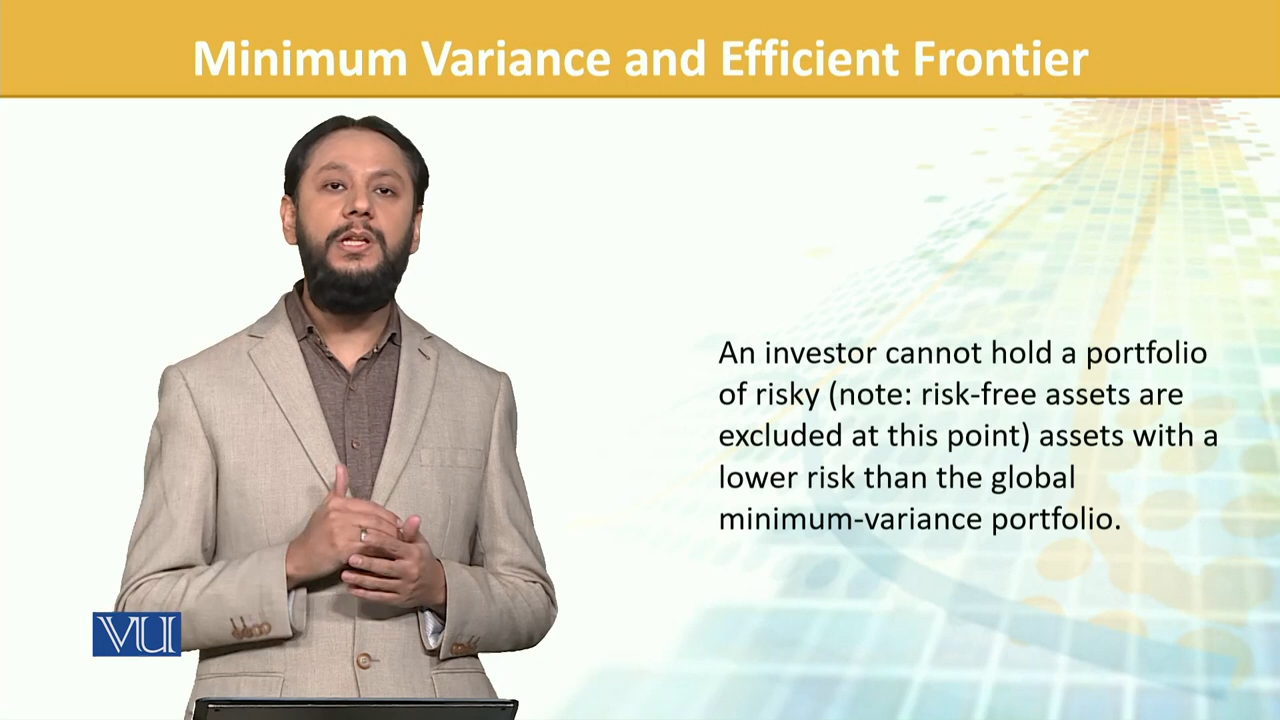 Minimum Variance and Efficient Frontier
An investor cannot hold a portfolio
of risky (note: risk-free assets are
excluded at this point) assets with a
lower risk than the global
minimum-variance portfolio.
VU